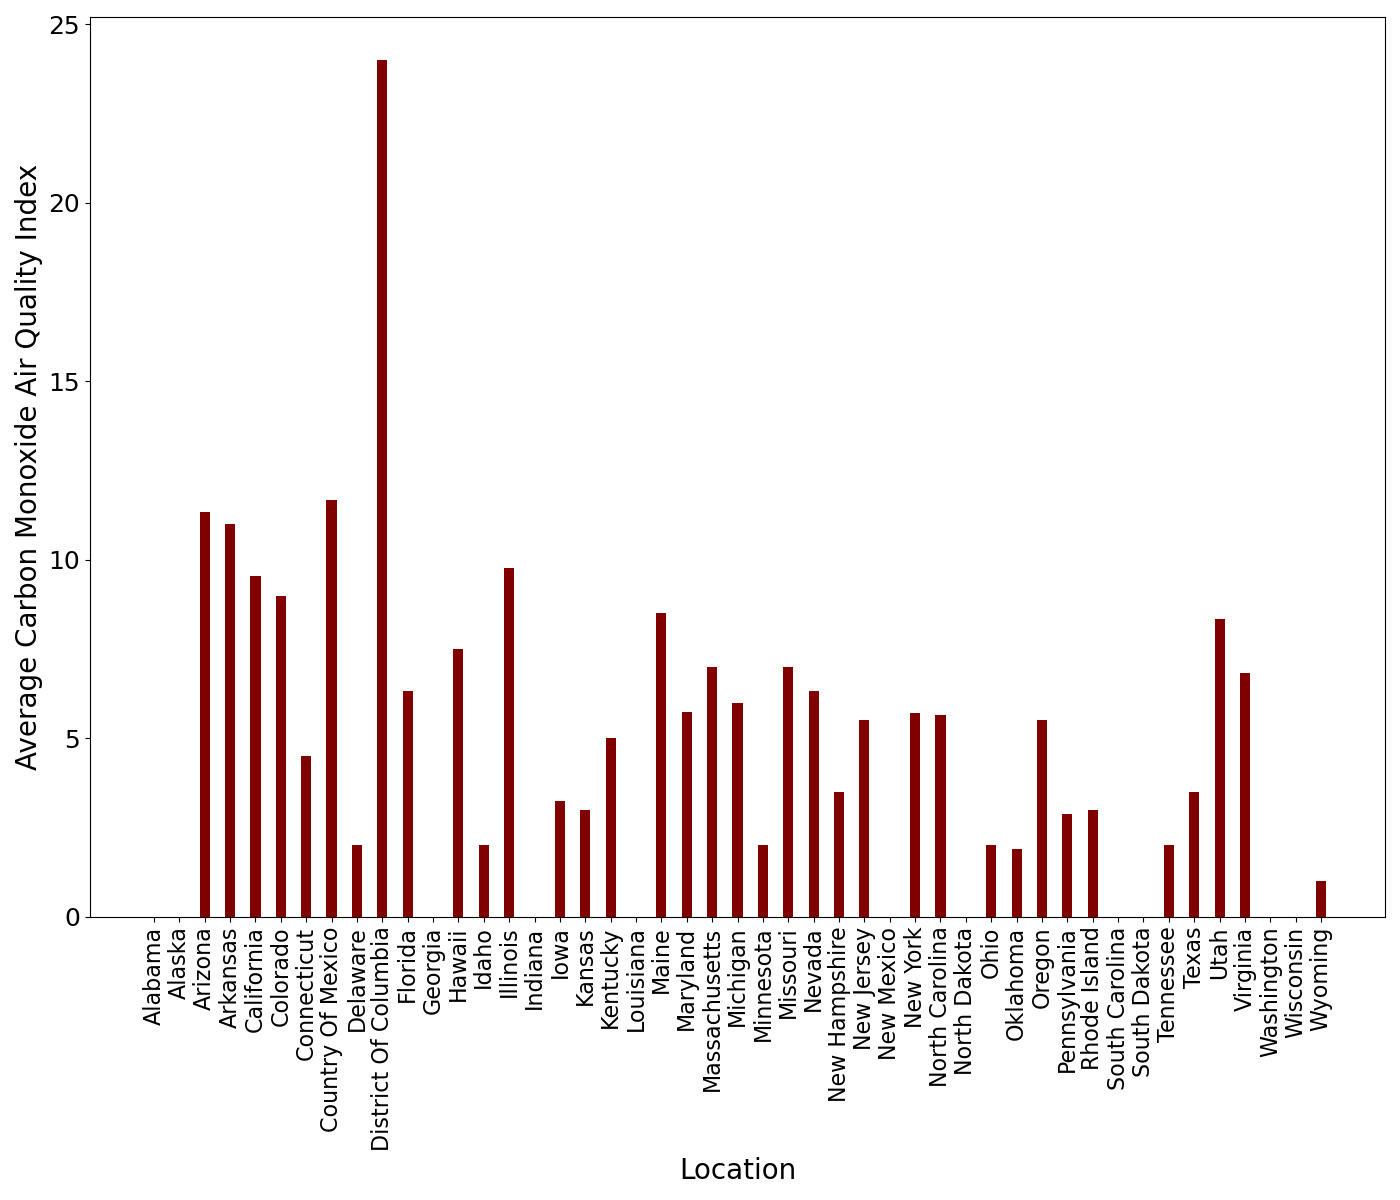 Average Carbon Monoxide Air Quality Index
25
20
15
10
5
0
Alabama
Alaska
Arizona
Arkansas
California
Colorado
Connecticut
Country Of Mexico
Delaware
District Of Columbia
Florida
Georgia
Hawaii
Idaho
Illinois
Indiana
Iowa
Kansas
Kentucky
Louisiana
Maine
Maryland
Massachusetts
Michigan
Minnesota
Missouri
Nevada
New Hampshire
New Jersey
New Mexico
New York
North Carolina
North Dakota
Ohio
Oklahoma
Oregon
Pennsylvania
Rhode Island
South Carolina
South Dakota
Tennessee
Texas
Utah
Virginia
Washington
Wisconsin
Wyoming
Location